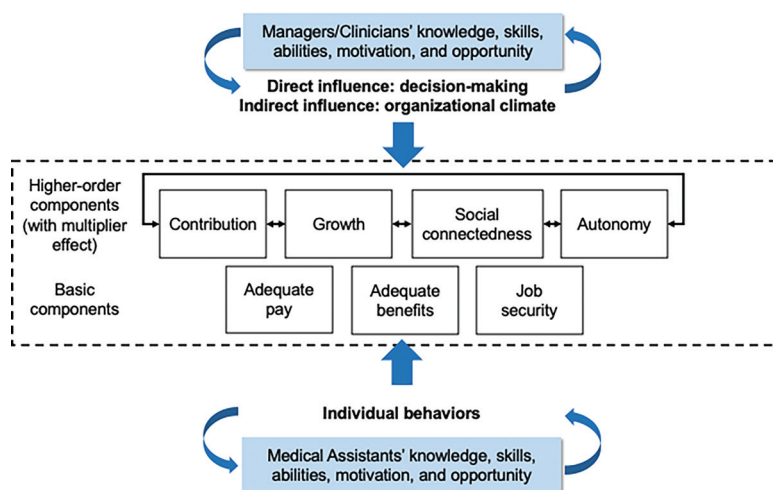 Managers/Clinicians' knowledge, skills,
abilities, motivation, and opportunity
Direct influence: decision-making
Indirect influence: organizational climate
Higher-order
components
(with multiplier
effect)
Contribution
Growth
Social
connectedness
Autonomy
Basic
components
Adequate
pay
Adequate
benefits
Job
security
Individual behaviors
Medical Assistants' knowledge, skills,
abilities, motivation, and opportunity